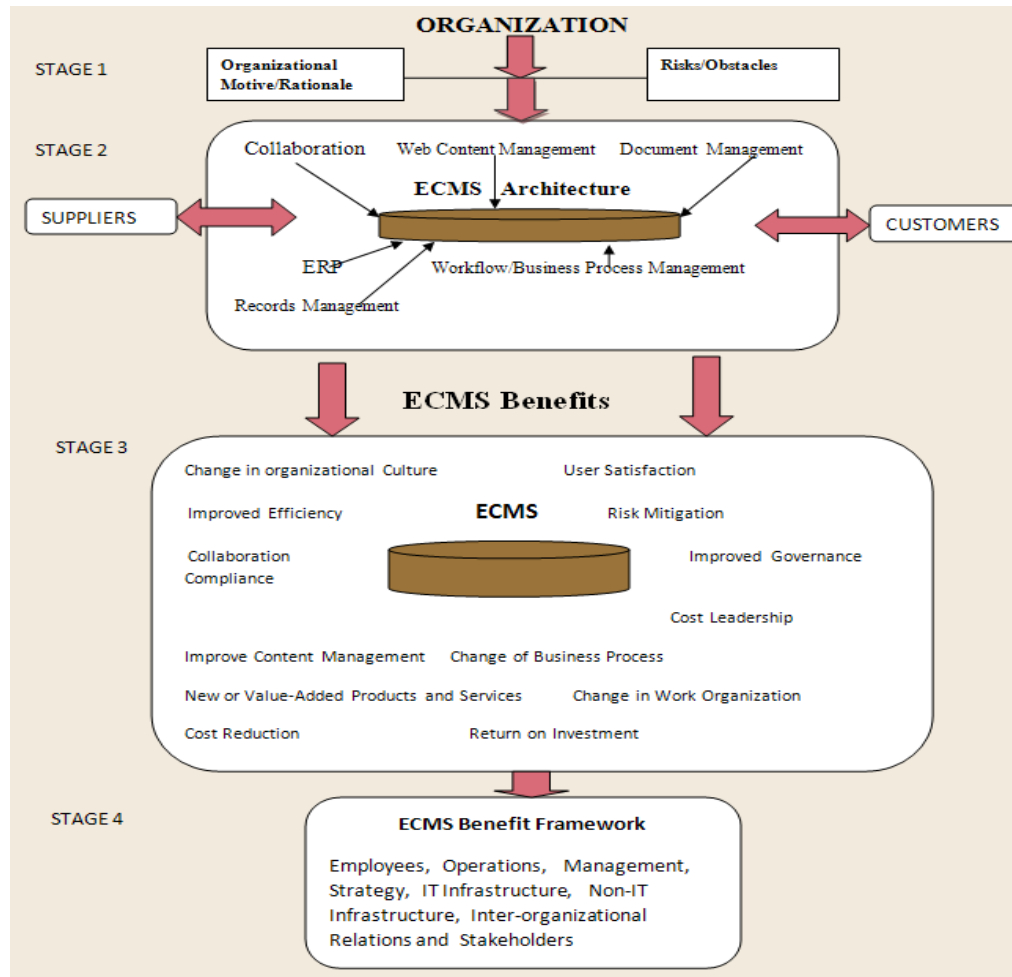 ORGANIZATION
STAGE 1
Organizational
Motive/Rationale
Risks/Obstacles
STAGE 2
Collaboration
Web Content Management
Document Management
ECMS Architecture
SUPPLIERS
CUSTOMERS
ERP
Workflow/Business Process Management
Records Management
ECMS Benefits
STAGE 3
Change in organizational Culture
User Satisfaction
Improved Efficiency
ECMS
Risk Mitigation
Collaboration
Compliance
Improved Governance
Cost Leadership
Improve Content Management
Change of Business Process
New or Value-Added Products and Services
Change in Work Organization
Cost Reduction
Return on Investment
STAGE 4
ECMS Benefit Framework
Employees, Operations, Management,
Strategy, IT Infrastructure, Non-IT
Infrastructure, Inter-organizational
Relations and Stakeholders